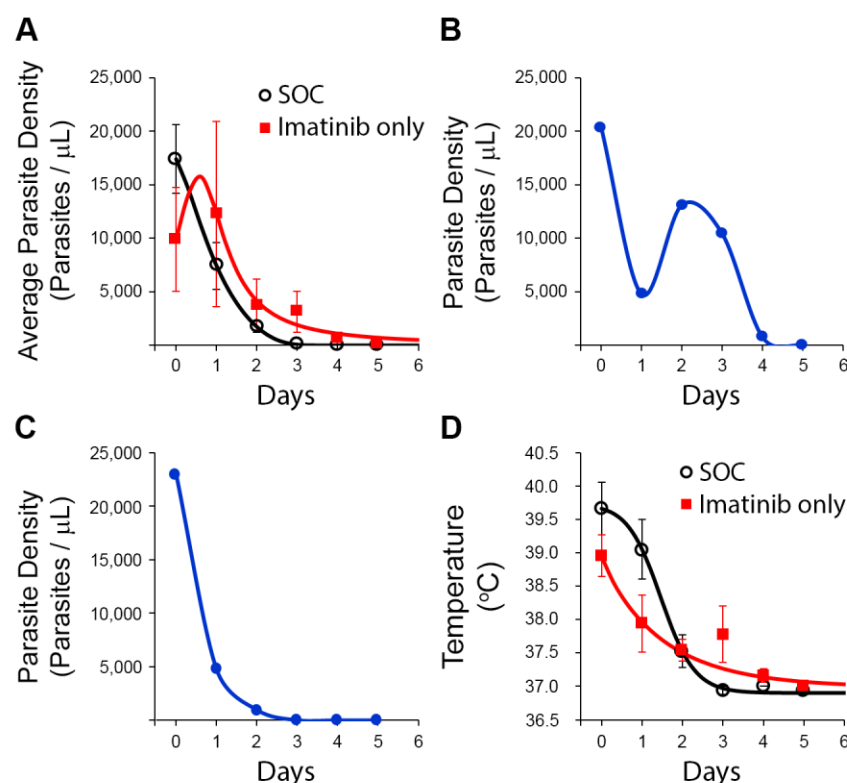 A
Average Parasite Density
(Parasites / μL)
25,000
20,000
15,000
10,000
5,000
SOC
Imatinib only
0 1 2 3 4 5 6
Days
B
Parasite Density
(Parasites / μL)
25,000
20,000
15,000
10,000
5,000
0 1 2 3 4 5 6
Days
C
Parasite Density
(Parasites / μL)
25,000
20,000
15,000
10,000
5,000
0 1 2 3 4 5 6
Days
D
Temperature
(°C)
40.5
40.0
39.5
39.0
38.5
38.0
37.5
37.0
36.5
SOC
Imatinib only
0 1 2 3 4 5 6
Days